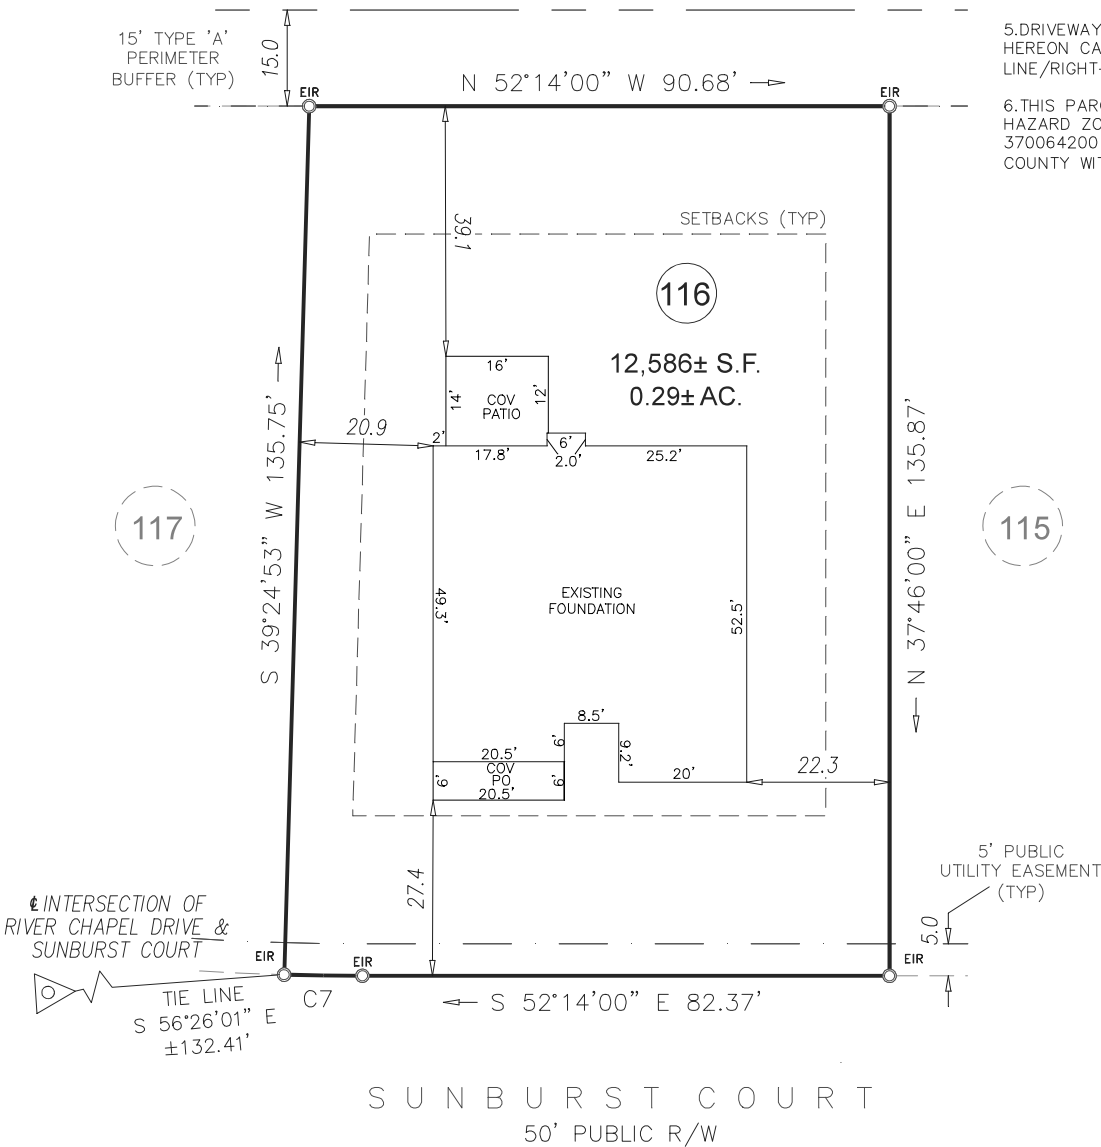 15' TYPE 'A'
PERIMETER
BUFFER (TYP)
15.0
N 52°14'00" W 90.68'
EIR
EIR
5.DRIVEWAY
HEREON CA
LINE/RIGHT-
6.THIS PAR
HAZARD ZO
370064200
COUNTY WIT
39.1
SETBACKS (TYP)
116
12,586± S.F.
0.29± AC.
16'
14'
COV
PATIO
12'
20.9
2'
17.8'
6'
2.0'
25.2'
S 39°24'53" W 135.75'
N 37°46'00" E 135.87'
117
115
49.3'
EXISTING
FOUNDATION
52.5'
8.5'
6'
9.2'
20.5'
COV
PO
6'
6'
20.5'
20'
22.3
27.4
5' PUBLIC
UTILITY EASEMENT
(TYP)
5.0
℄ INTERSECTION OF
RIVER CHAPEL DRIVE &
SUNBURST COURT
EIR
EIR
EIR
C7
S 52°14'00" E 82.37'
TIE LINE
S 56°26'01" E
±132.41'
SUNBURST COURT
50' PUBLIC R/W